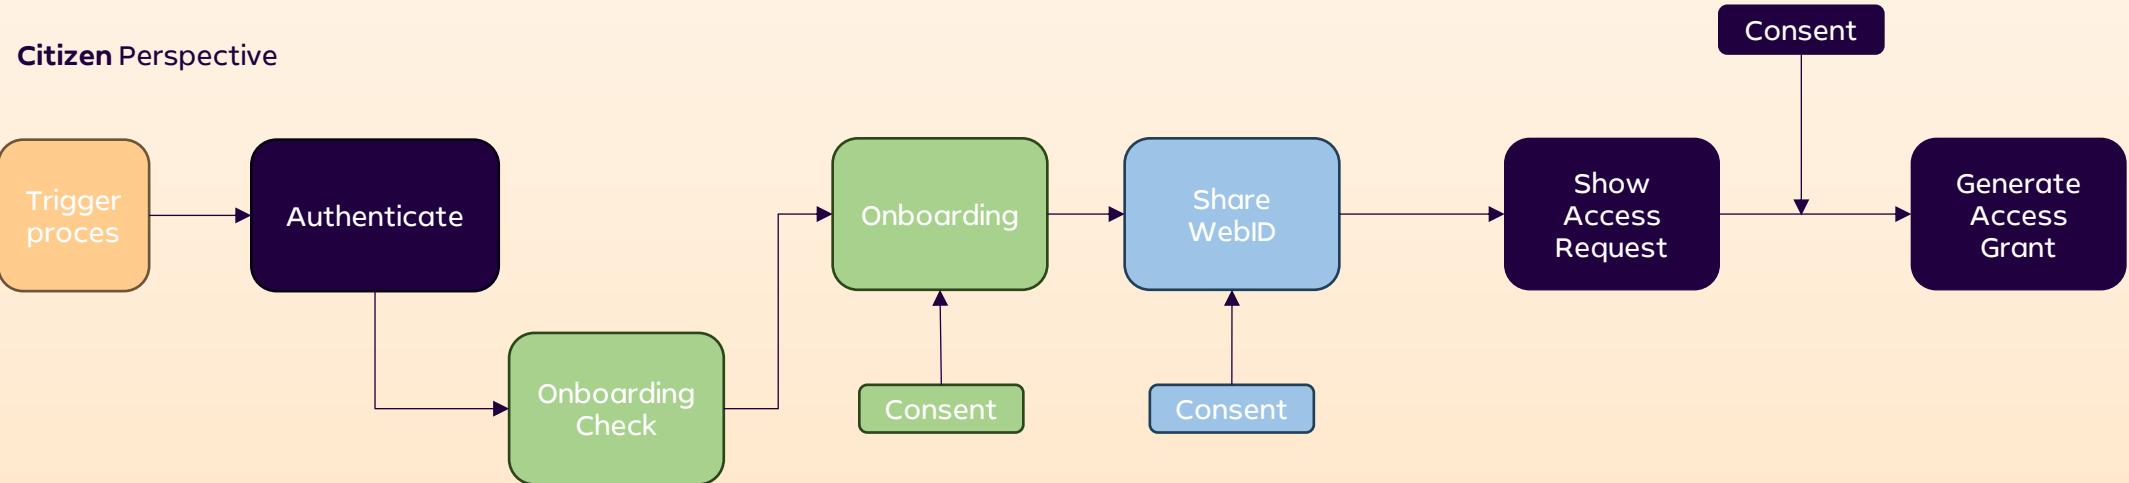 Consent
Citizen Perspective
Trigger
proces
Authenticate
Onboarding
Check
Onboarding
Consent
Share
WebID
Consent
Show
Access
Request
Generate
Access
Grant